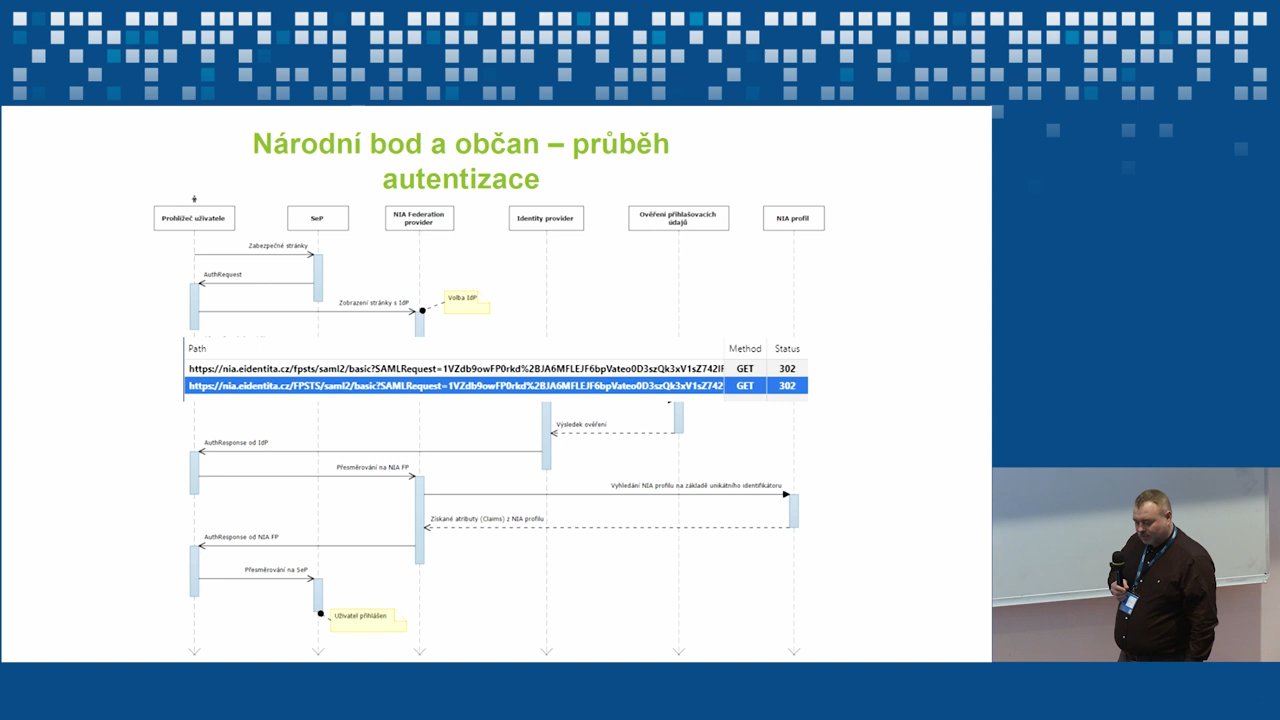 Národní bod a občan – průběh
autentizace
Prohlížeč uživatele
SeP
NIA Federation
provider
Identity provider
Ověření přihlašovacích
údajů
NIA profil
Zabezpečné stránky
AuthRequest
Zobrazení stránky s IdP
Volba IdP
Path Method Status
https://nia.eidentita.cz/fpsts/saml2/basic?SAMLRequest=1VZdb9owFP0rkd%2BJA6MFLEJF6bpVateo0D3szQk3xV1sZ742IF GET 302
https://nia.eidentita.cz/FPSTS/saml2/basic?SAMLRequest=1VZdb9owFP0rkd%2BJA6MFLEJF6bpVateo0D3szQk3xV1sZ742 GET 302
Výsledek ověření
AuthResponse od IdP
Přesměrování na NIA FP
Vyhledání NIA profilu na základě unikátního identifikátoru
Získané atributy (Claims) z NIA profilu
AuthResponse od NIA FP
Přesměrování na SeP
Uživatel přihlášen